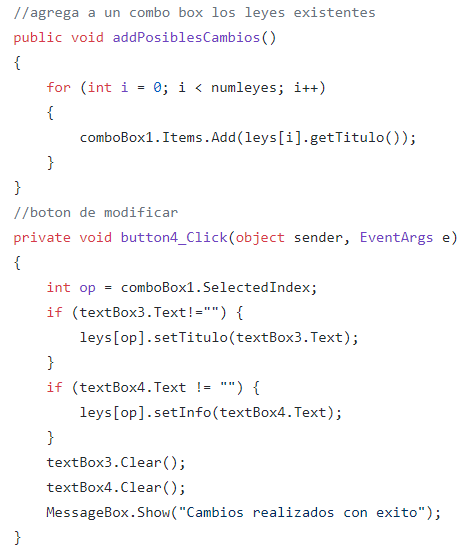 //agrega a un combo box los leyes existentes
public void addPosiblesCambios()
{
    for (int i = 0; i < numleyes; i++)
    {
        comboBox1.Items.Add(leys[i].getTitulo());
    }
}
//boton de modificar
private void button4_Click(object sender, EventArgs e)
{
    int op = comboBox1.SelectedIndex;
    if (textBox3.Text!="") {
        leys[op].setTitulo(textBox3.Text);
    }
    if (textBox4.Text != "") {
        leys[op].setInfo(textBox4.Text);
    }
    textBox3.Clear();
    textBox4.Clear();
    MessageBox.Show("Cambios realizados con exito");
}